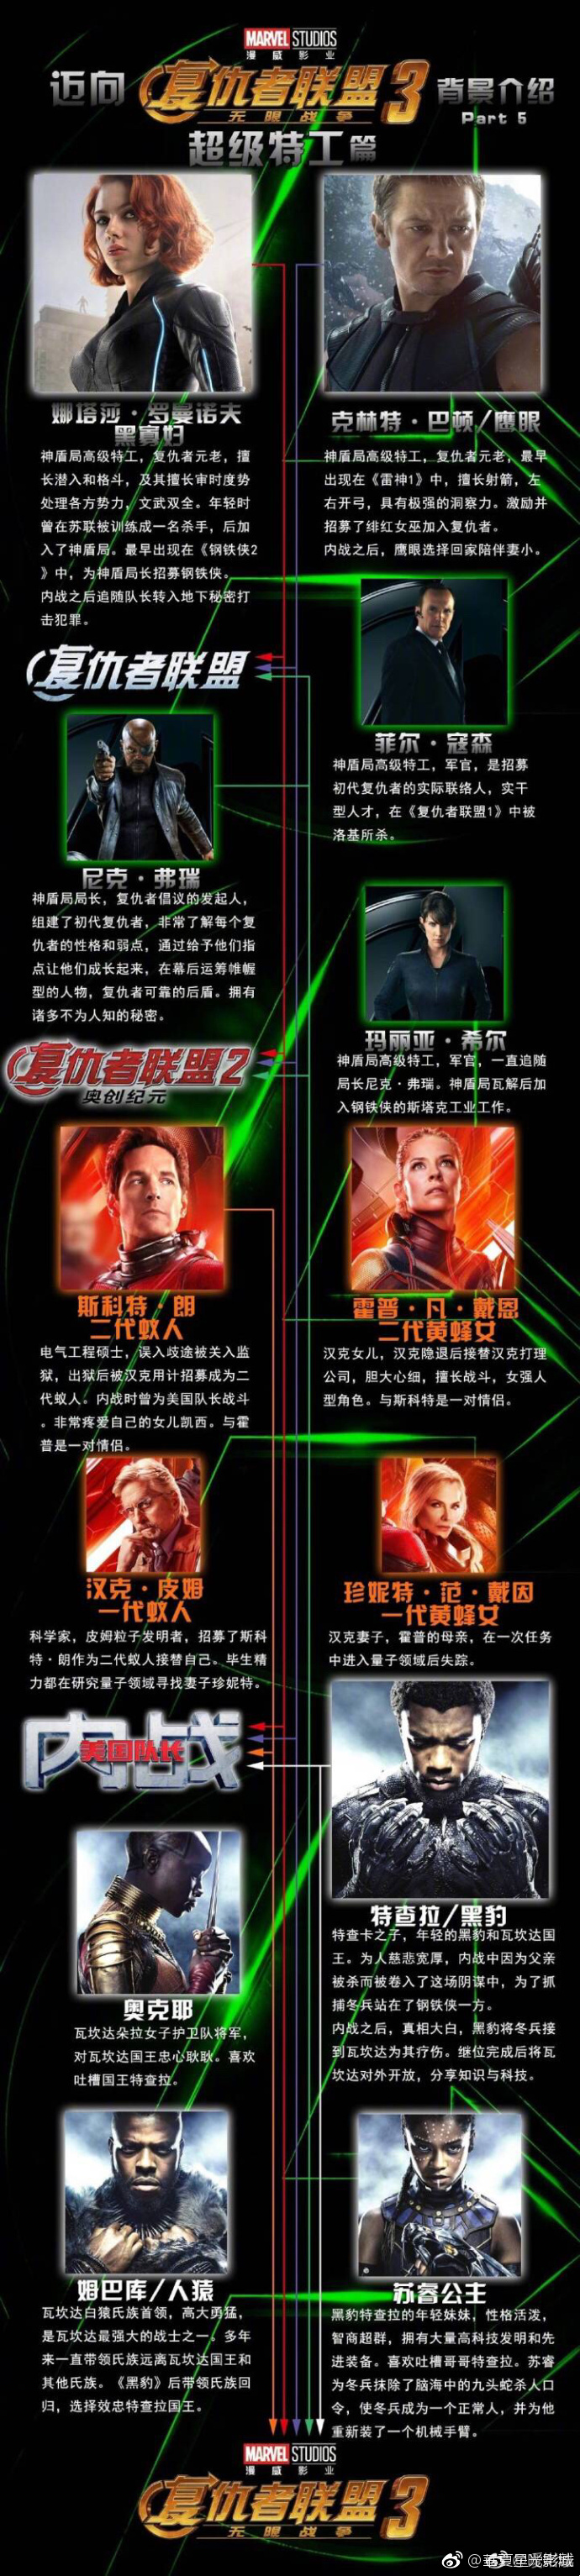 MARVEL STUDIOS
漫威影业
迈向 复仇者联盟3 背景介绍
无限战争 Part 5
超级特工篇
娜塔莎·罗曼诺夫
黑寡妇
神盾局高级特工，复仇者元老，擅
长潜入和格斗，及其擅长审时度势
处理各方势力，文武双全。年轻时
曾在苏联被训练成一名杀手，后加
入了神盾局。最早出现在《钢铁侠2
》中，为神盾局长招募钢铁侠。
内战之后追随队长转入地下秘密打
击犯罪。
克林特·巴顿/鹰眼
神盾局高级特工，复仇者元老，最早
出现在《雷神1》中，擅长射箭，左
右开弓，具有极强的洞察力。激励并
招募了绯红女巫加入复仇者。
内战之后，鹰眼选择回家陪伴妻小。
复仇者联盟
菲尔·寇森
神盾局高级特工，军官，是招募
初代复仇者的实际联络人，实干
型人才，在《复仇者联盟1》中被
洛基所杀。
尼克·弗瑞
神盾局局长，复仇者倡议的发起人，
组建了初代复仇者，非常了解每个复
仇者的性格和弱点，通过给予他们指
点让他们成长起来，在幕后运筹帷幄
型的人物，复仇者可靠的后盾。拥有
诸多不为人知的秘密。
玛丽亚·希尔
神盾局高级特工，军官，一直追随
局长尼克·弗瑞。神盾局瓦解后加
入钢铁侠的斯塔克工业工作。
复仇者联盟2
奥创纪元
斯科特·朗
二代蚁人
电气工程硕士，误入歧途被关入监
狱，出狱后被汉克用计招募成为二
代蚁人。内战时曾为美国队长战斗
。非常疼爱自己的女儿凯西。与霍
普是一对情侣。
霍普·凡·戴恩
二代黄蜂女
汉克女儿，汉克隐退后接替汉克打理
公司，胆大心细，擅长战斗，女强人
型角色。与斯科特是一对情侣。
汉克·皮姆
一代蚁人
科学家，皮姆粒子发明者，招募了斯科
特·朗作为二代蚁人接替自己。毕生精
力都在研究量子领域寻找妻子珍妮特。
珍妮特·范·戴因
一代黄蜂女
汉克妻子，霍普的母亲，在一次任务
中进入量子领域后失踪。
内战
美国队长
特查拉/黑豹
特查卡之子，年轻的黑豹和瓦坎达国
王。为人慈悲宽厚，内战中因为父亲
被杀而被卷入了这场阴谋中，为了抓
捕冬兵站在了钢铁侠一方。
内战之后，真相大白，黑豹将冬兵接
到瓦坎达为其疗伤。继位完成后将瓦
坎达对外开放，分享知识与科技。
奥克耶
瓦坎达朵拉女子护卫队将军，
对瓦坎达国王忠心耿耿。喜欢
吐槽国王特查拉。
姆巴库/人猿
瓦坎达白猿氏族首领，高大勇猛，
是瓦坎达最强大的战士之一。多年
来一直带领氏族远离瓦坎达国王和
其他氏族。《黑豹》后带领氏族回
归，选择效忠特查拉国王。
苏睿公主
黑豹特查拉的年轻妹妹，性格活泼，
智商超群，拥有大量高科技发明和先
进装备。喜欢吐槽哥哥特查拉。苏睿
为冬兵抹除了脑海中的九头蛇杀人口
令，使冬兵成为一个正常人，并为他
重新装了一个机械手臂。
MARVEL STUDIOS
漫威影业
复仇者联盟3
无限战争
星光影城